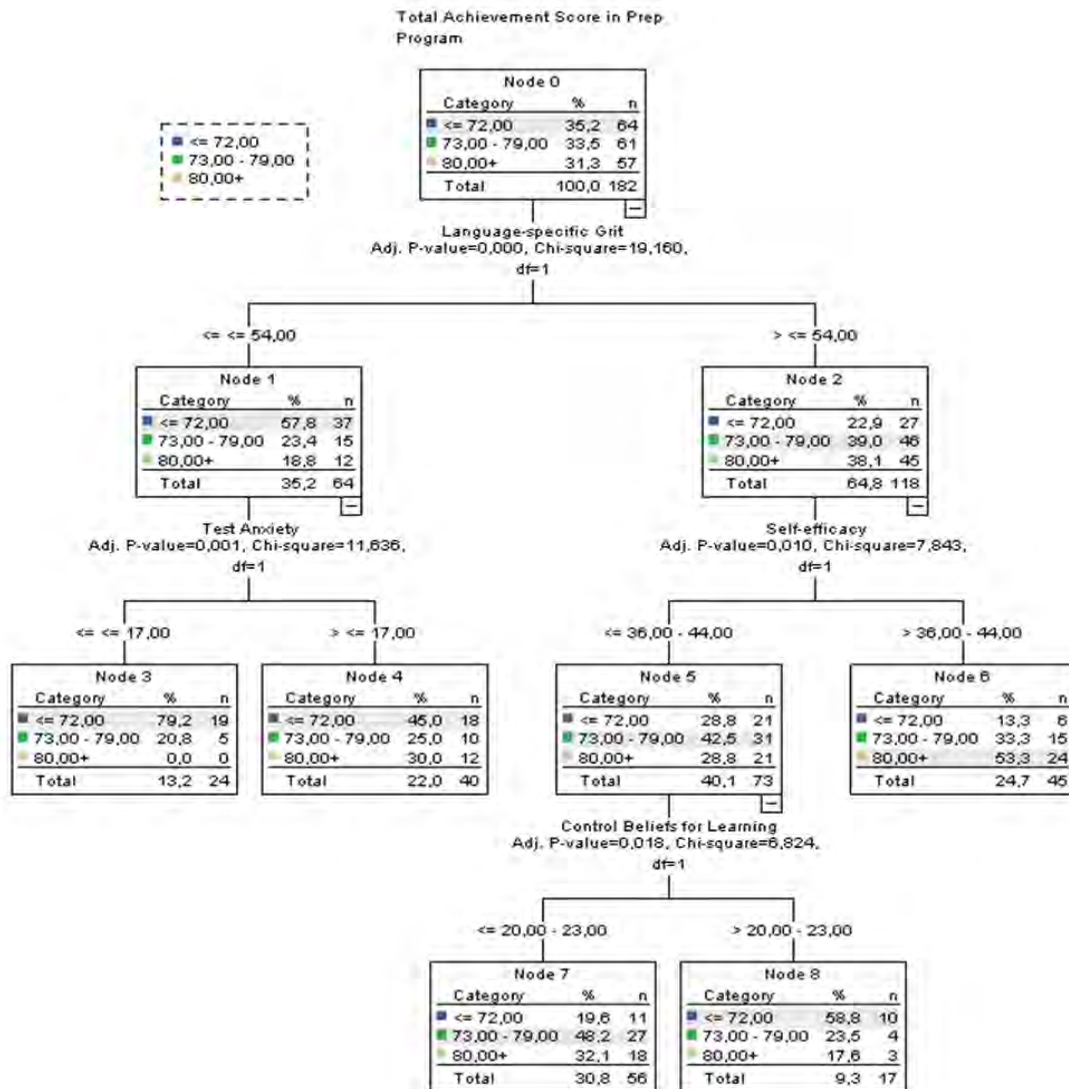 Total Achievement Score in Prep
Program
<= 72,00
73,00 - 79,00
80,00+
Node 0
Category % n
<= 72,00 35,2 64
73,00 - 79,00 33,5 61
80,00+ 31,3 57
Total 100,0 182
Language-specific Grit
Adj. P-value=0,000, Chi-square=19,160,
df=1
<= <= 54,00
> <= 54,00
Node 1
Category % n
<= 72,00 57,8 37
73,00 - 79,00 23,4 15
80,00+ 18,8 12
Total 35,2 64
Node 2
Category % n
<= 72,00 22,9 27
73,00 - 79,00 39,0 46
80,00+ 38,1 45
Total 64,8 118
Test Anxiety
Adj. P-value=0,001, Chi-square=11,636,
df=1
Self-efficacy
Adj. P-value=0,010, Chi-square=7,843,
df=1
<= <= 17,00
> <= 17,00
<= 36,00 - 44,00
> 36,00 - 44,00
Node 3
Category % n
<= 72,00 79,2 19
73,00 - 79,00 20,8 5
80,00+ 0,0 0
Total 13,2 24
Node 4
Category % n
<= 72,00 45,0 18
73,00 - 79,00 25,0 10
80,00+ 30,0 12
Total 22,0 40
Node 5
Category % n
<= 72,00 28,8 21
73,00 - 79,00 42,5 31
80,00+ 28,8 21
Total 40,1 73
Node 6
Category % n
<= 72,00 13,3 6
73,00 - 79,00 33,3 15
80,00+ 53,3 24
Total 24,7 45
Control Beliefs for Learning
Adj. P-value=0,018, Chi-square=6,824,
df=1
<= 20,00 - 23,00
> 20,00 - 23,00
Node 7
Category % n
<= 72,00 19,6 11
73,00 - 79,00 48,2 27
80,00+ 32,1 18
Total 30,8 56
Node 8
Category % n
<= 72,00 58,8 10
73,00 - 79,00 23,5 4
80,00+ 17,6 3
Total 9,3 17